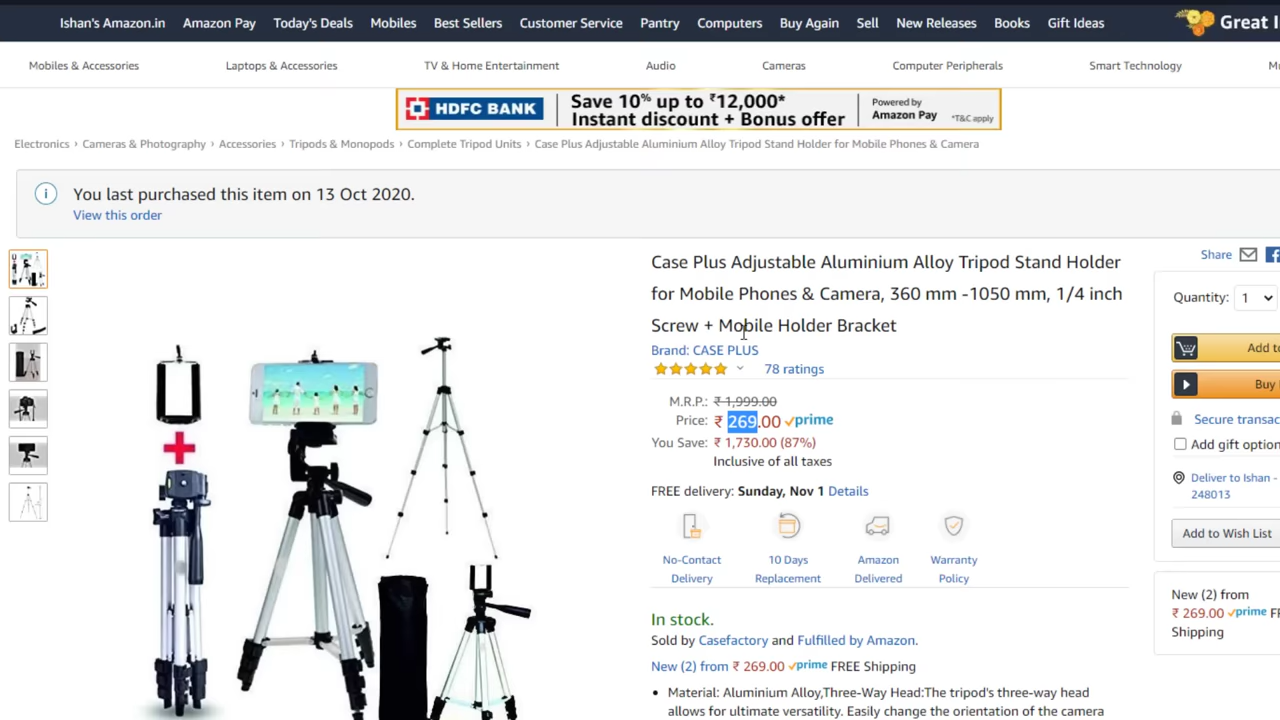 Ishan's Amazon.in Amazon Pay Today's Deals Mobiles Best Sellers Customer Service Pantry Computers Buy Again Sell New Releases Books Gift Ideas Great
Mobiles & Accessories Laptops & Accessories TV & Home Entertainment Audio Cameras Computer Peripherals Smart Technology
HDFC BANK
Save 10% up to ₹12,000*
Instant discount + Bonus offer
Powered by
Amazon Pay
*T&C apply
Electronics › Cameras & Photography › Accessories › Tripods & Monopods › Complete Tripod Units › Case Plus Adjustable Aluminium Alloy Tripod Stand Holder for Mobile Phones & Camera
You last purchased this item on 13 Oct 2020.
View this order
Case Plus Adjustable Aluminium Alloy Tripod Stand Holder
for Mobile Phones & Camera, 360 mm -1050 mm, 1/4 inch
Screw + Mobile Holder Bracket
Brand: CASE PLUS
78 ratings
M.R.P.: ₹ 1,999.00
Price: ₹ 269.00 prime
You Save: ₹ 1,730.00 (87%)
Inclusive of all taxes
FREE delivery: Sunday, Nov 1 Details
No-Contact
Delivery
10 Days
Replacement
Amazon
Delivered
Warranty
Policy
In stock.
Sold by Casefactory and Fulfilled by Amazon.
New (2) from ₹ 269.00 prime FREE Shipping
• Material: Aluminium Alloy,Three-Way Head:The tripod's three-way head
allows for ultimate versatility. Easily change the orientation of the camera
Share
Quantity: 1
Add to
Buy
Secure transac
Add gift option
Deliver to Ishan -
248013
Add to Wish List
New (2) from
₹ 269.00 prime
Shipping